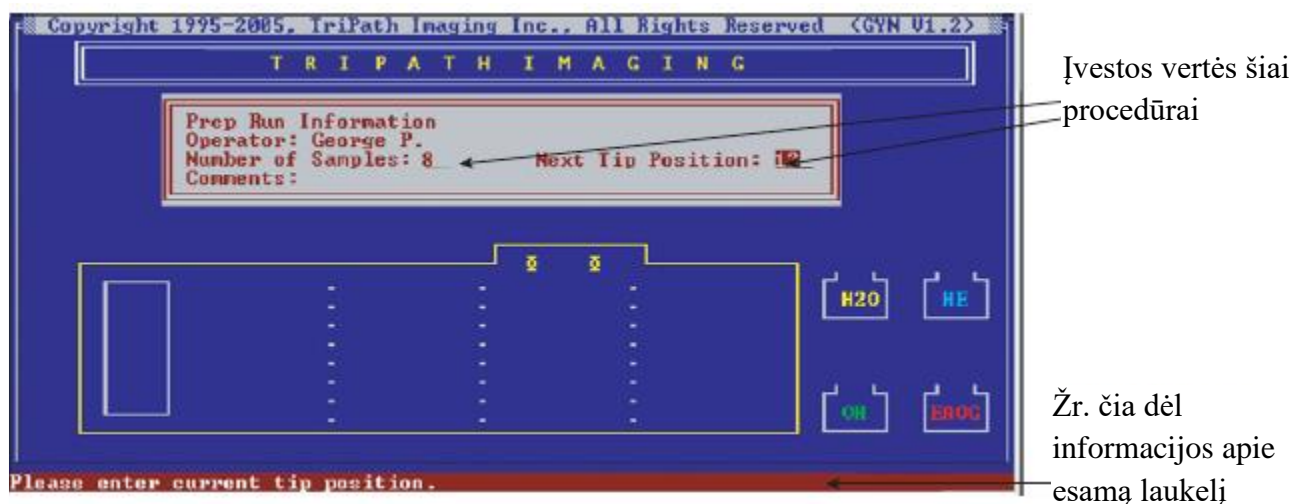 Copyright 1995-2005, TriPath Imaging Inc., All Rights Reserved <GYN V1.2>
T R I P A T H I M A G I N G
Įvestos vertės šiai
procedūrai
Prep Run Information
Operator: George P.
Number of Samples: 8 Next Tip Position:
Comments:
H2O HE
OH
Žr. čia dėl
informacijos apie
esamą laukelį
Please enter current tip position.